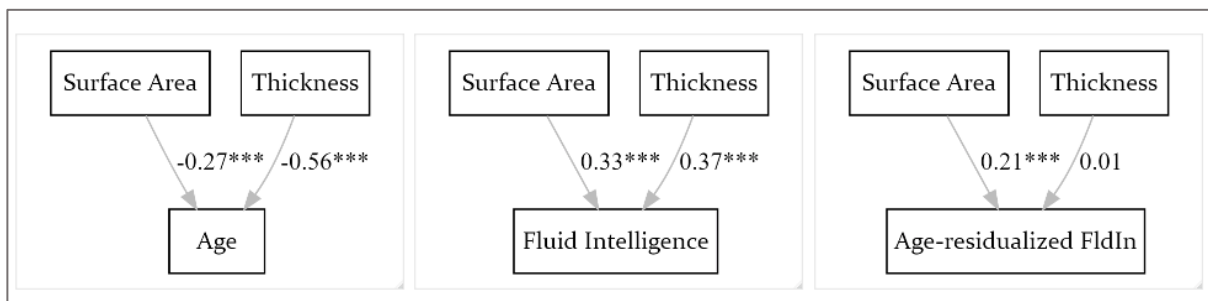 Surface Area Thickness
-0.27*** -0.56***
Age
Surface Area Thickness
0.33*** 0.37***
Fluid Intelligence
Surface Area Thickness
0.21*** 0.01
Age-residualized FldIn